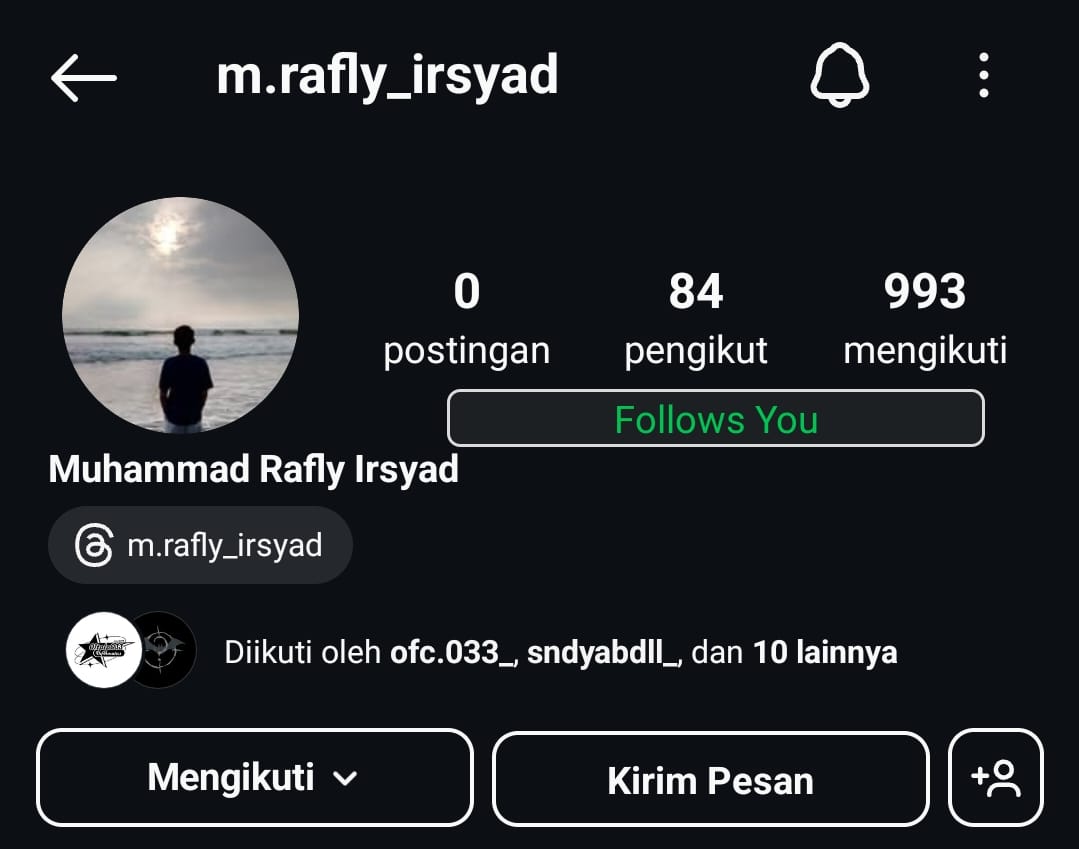 m.rafly_irsyad
0 84 993
postingan pengikut mengikuti
Follows You
Muhammad Rafly Irsyad
m.rafly_irsyad
Diikuti oleh ofc.033_, sndyabdll_, dan 10 lainnya
Mengikuti
Kirim Pesan